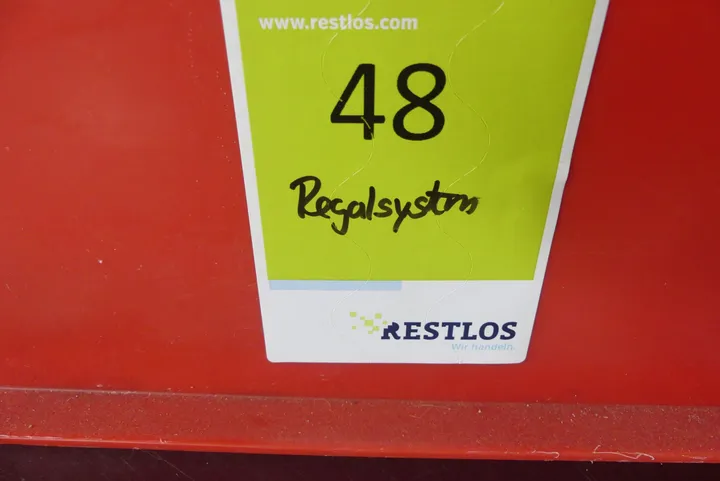 www.restlos.com
48
Regalsystem
RESTLOS
Wir handeln.